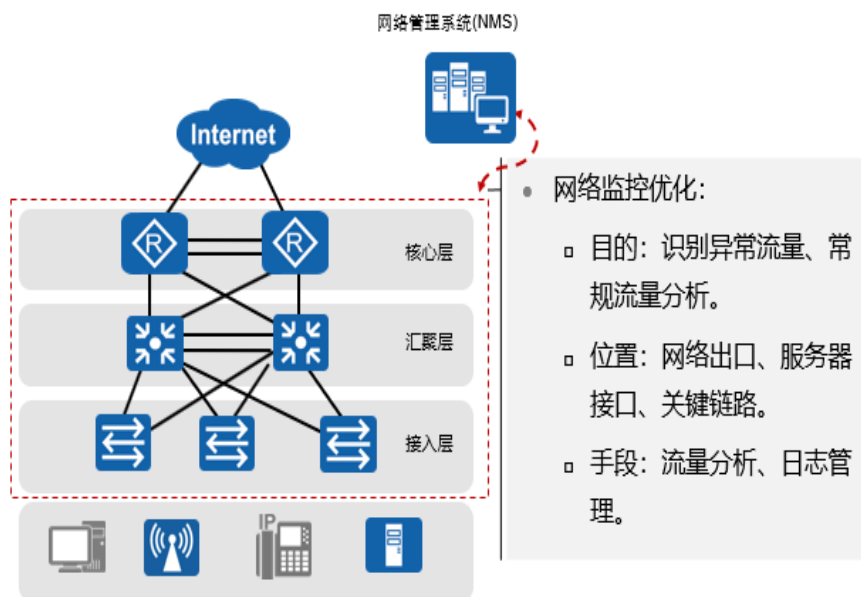 网络管理系统(NMS)
Internet
R
R
核心层
汇聚层
接入层
IP
• 网络监控优化：
▫ 目的：识别异常流量、常
规流量分析。
▫ 位置：网络出口、服务器
接口、关键链路。
▫ 手段：流量分析、日志管
理。